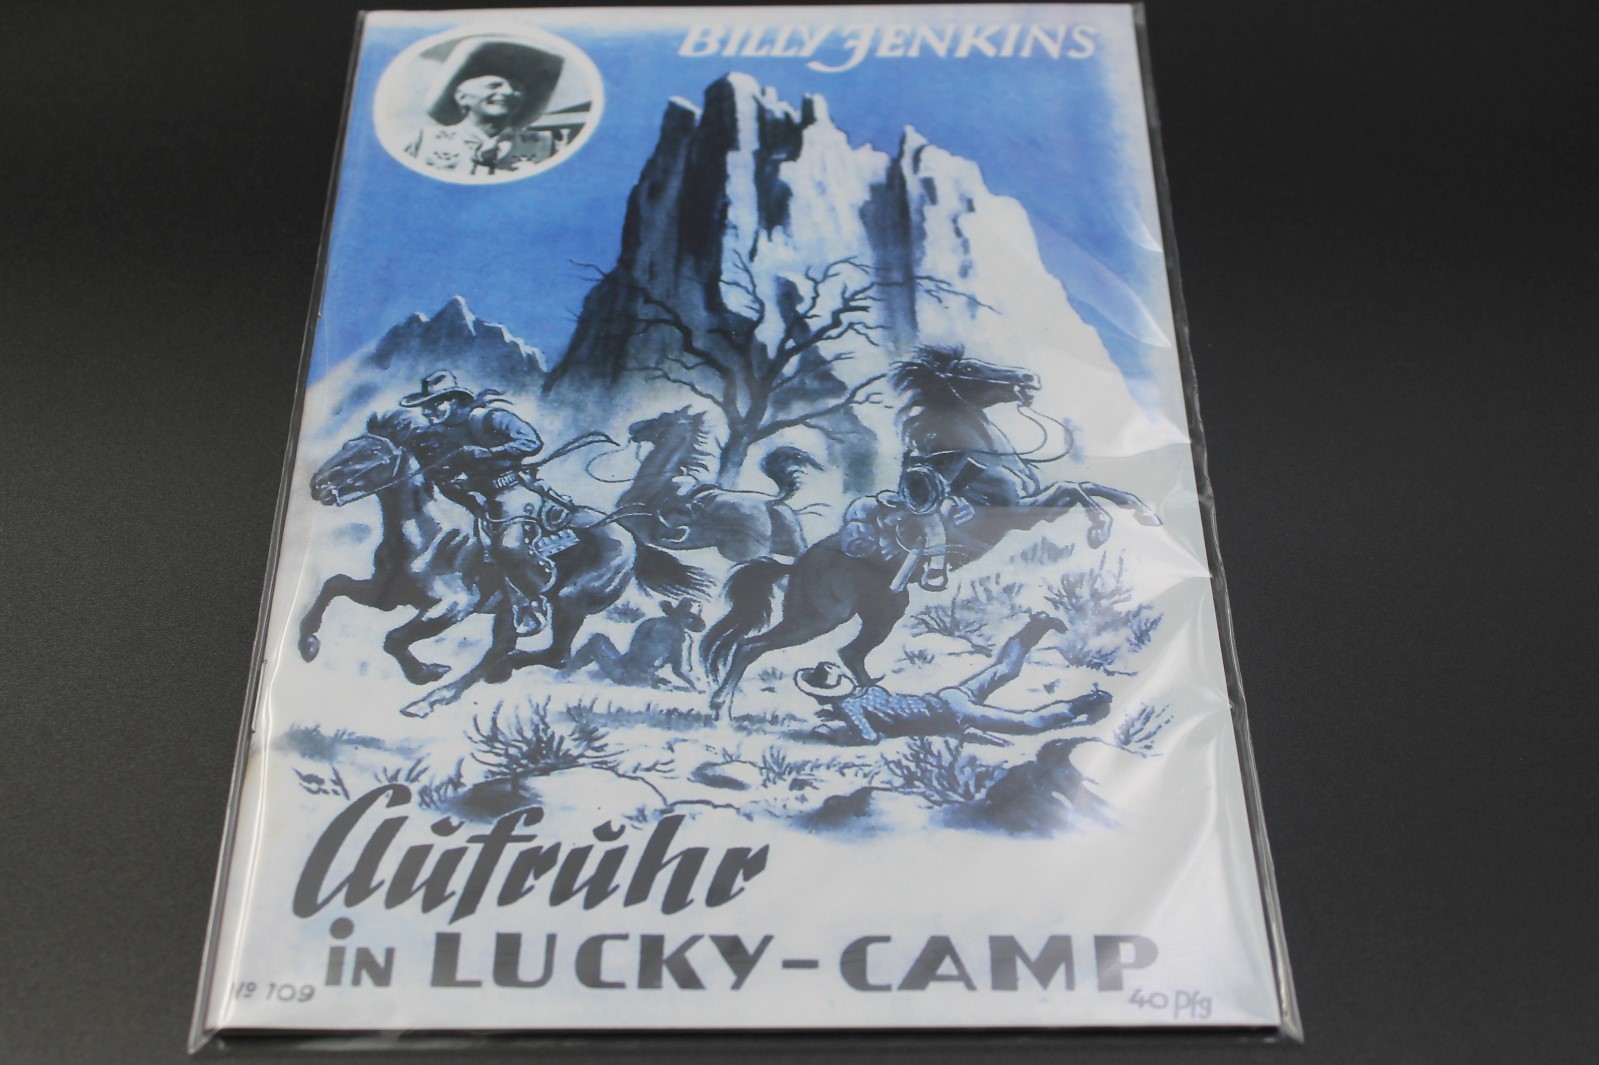 BILLY JENKINS
Aufruhr
in LUCKY-CAMP
№ 109
40 Pfg